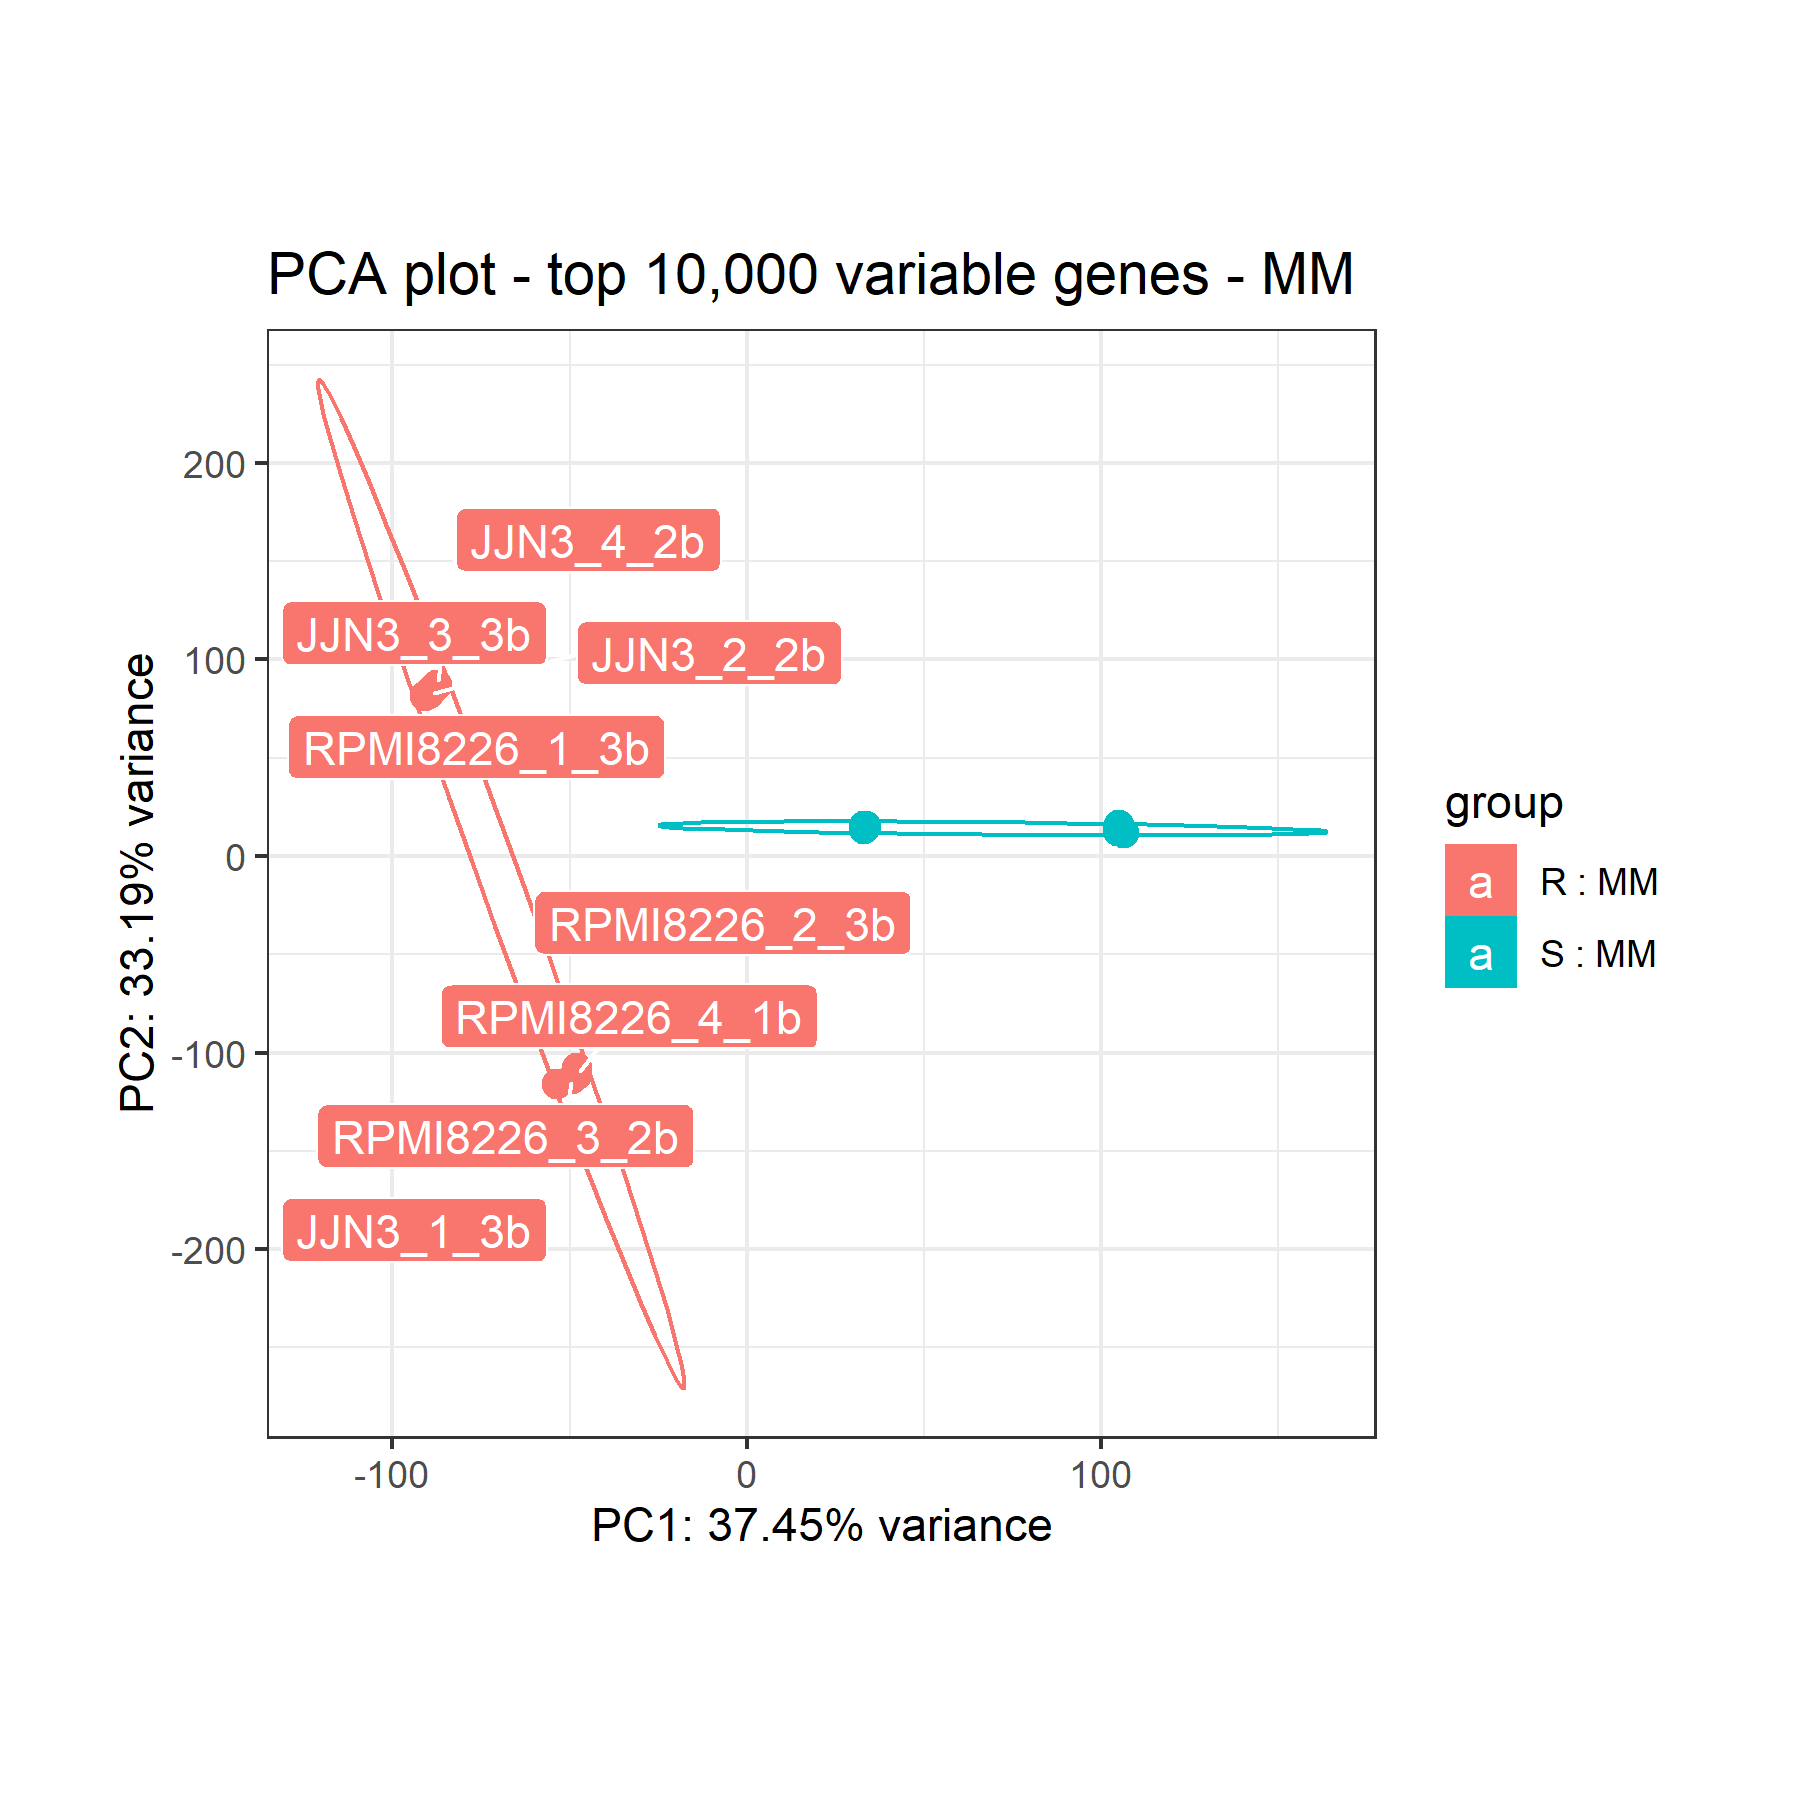 PCA plot - top 10,000 variable genes - MM
PC2: 33.19% variance
200
100
0
-100
-200
JJN3_4_2b
JJN3_3_3b
JJN3_2_2b
RPMI8226_1_3b
RPMI8226_2_3b
RPMI8226_4_1b
RPMI8226_3_2b
JJN3_1_3b
-100
0
100
PC1: 37.45% variance
group
a R : MM
a S : MM